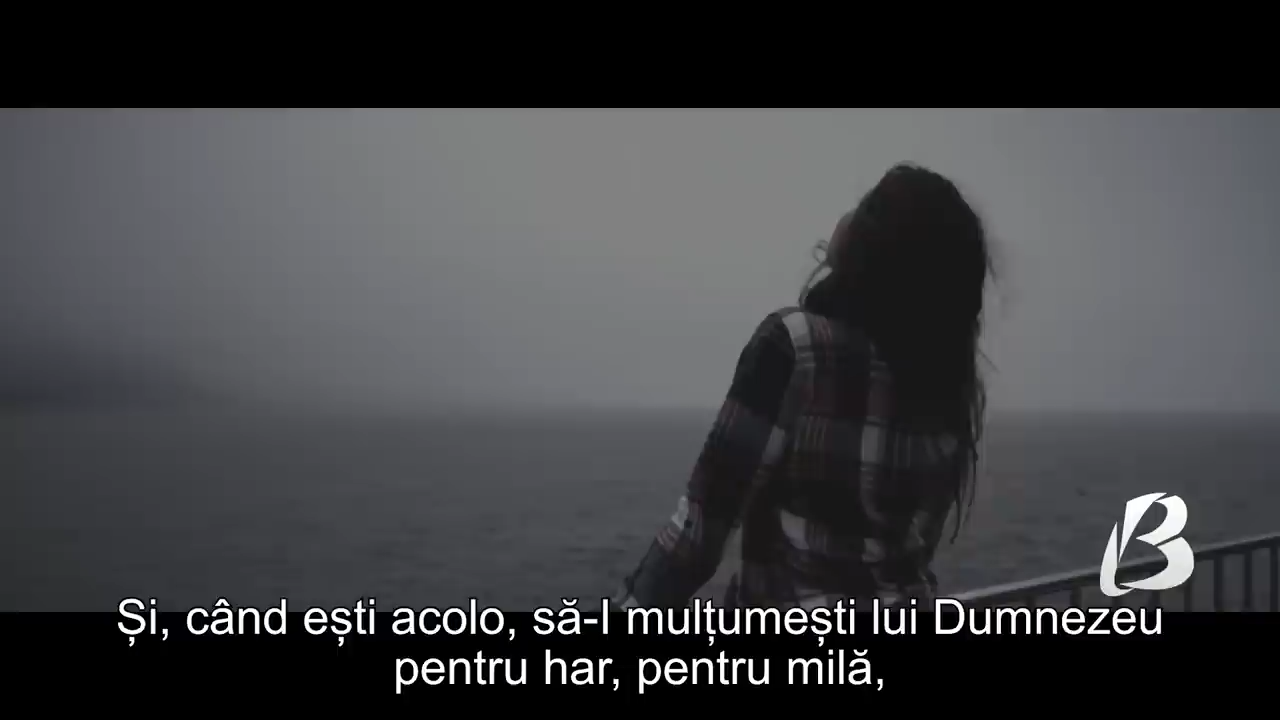 B
Și, când ești acolo, să-I mulțumești lui Dumnezeu
pentru har, pentru milă,